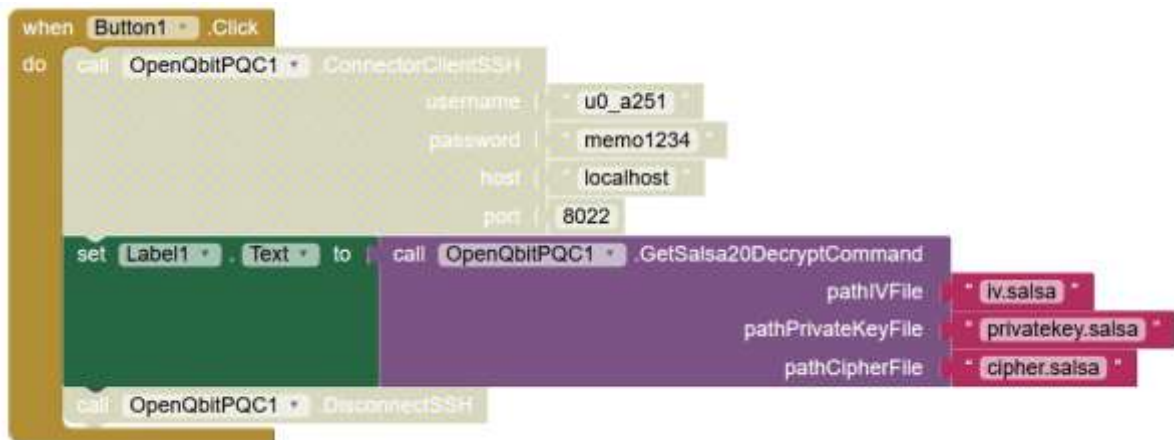 when Button1 .Click
do call OpenQbitPQC1 .ConnectorClientSSH
username " u0_a251 "
password " memo1234 "
host " localhost "
port 8022
set Label1 . Text to call OpenQbitPQC1 .GetSalsa20DecryptCommand
pathIVFile " iv.salsa "
pathPrivateKeyFile " privatekey.salsa "
pathCipherFile " cipher.salsa "
call OpenQbitPQC1 .DisconnectSSH